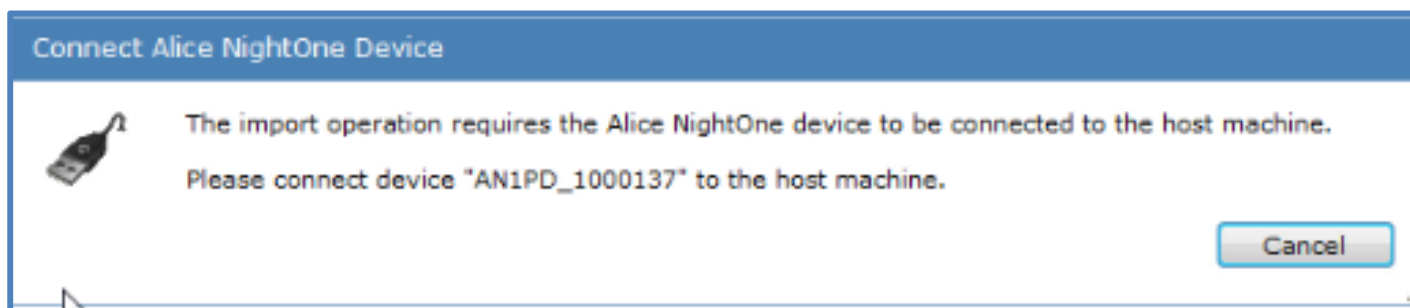 Connect Alice NightOne Device
The import operation requires the Alice NightOne device to be connected to the host machine.
Please connect device "AN1PD_1000137" to the host machine.
Cancel